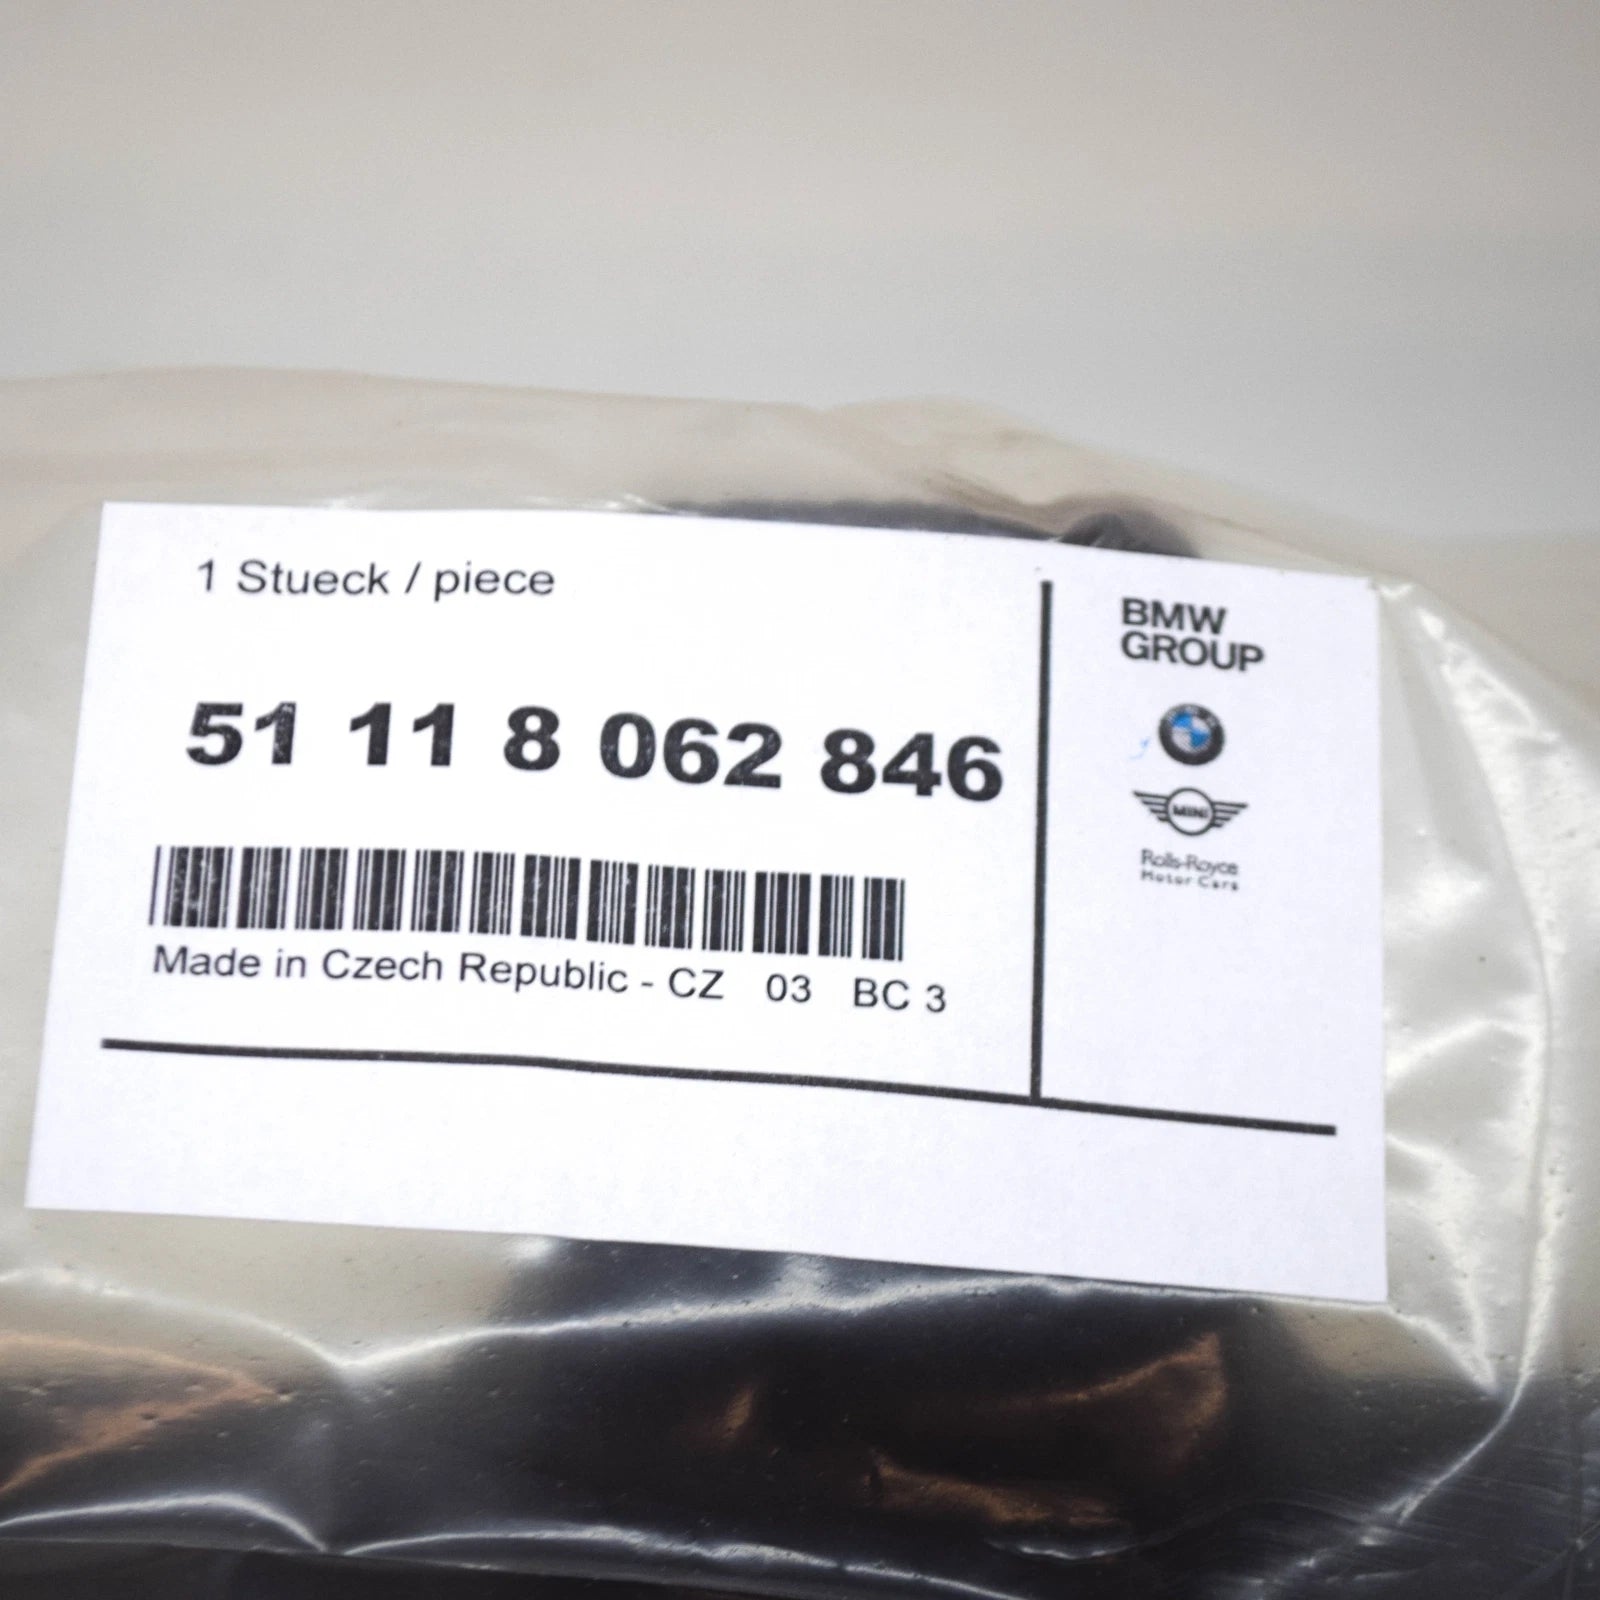 1 Stueck / piece
51 11 8 062 846
Made in Czech Republic - CZ 03 BC 3
BMW
GROUP
MINI
Rolls-Royce
Motor Cars